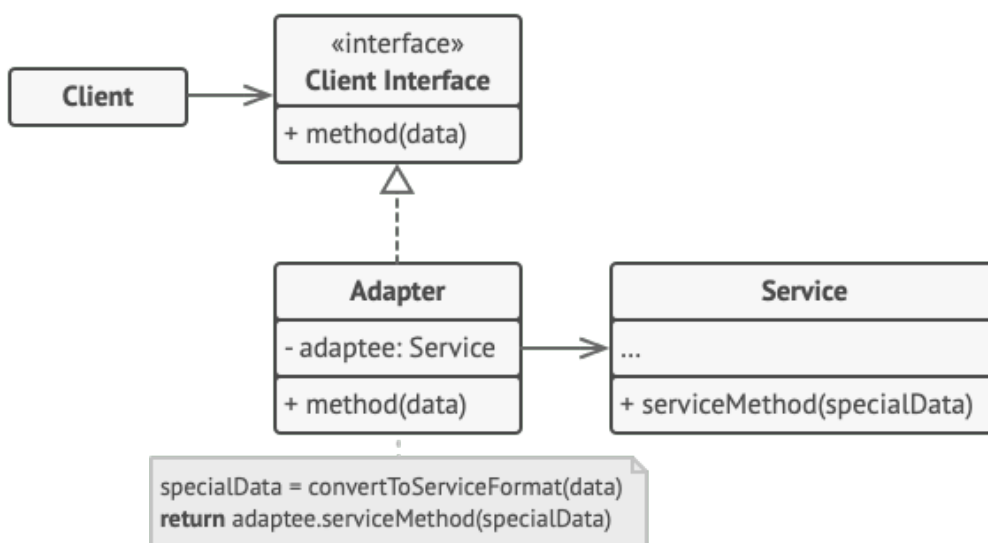 «interface»
Client
Client Interface
+ method(data)
Adapter
Service
- adaptee: Service
...
+ method(data)
+ serviceMethod(specialData)
specialData = convertToServiceFormat(data)
return adaptee.serviceMethod(specialData)